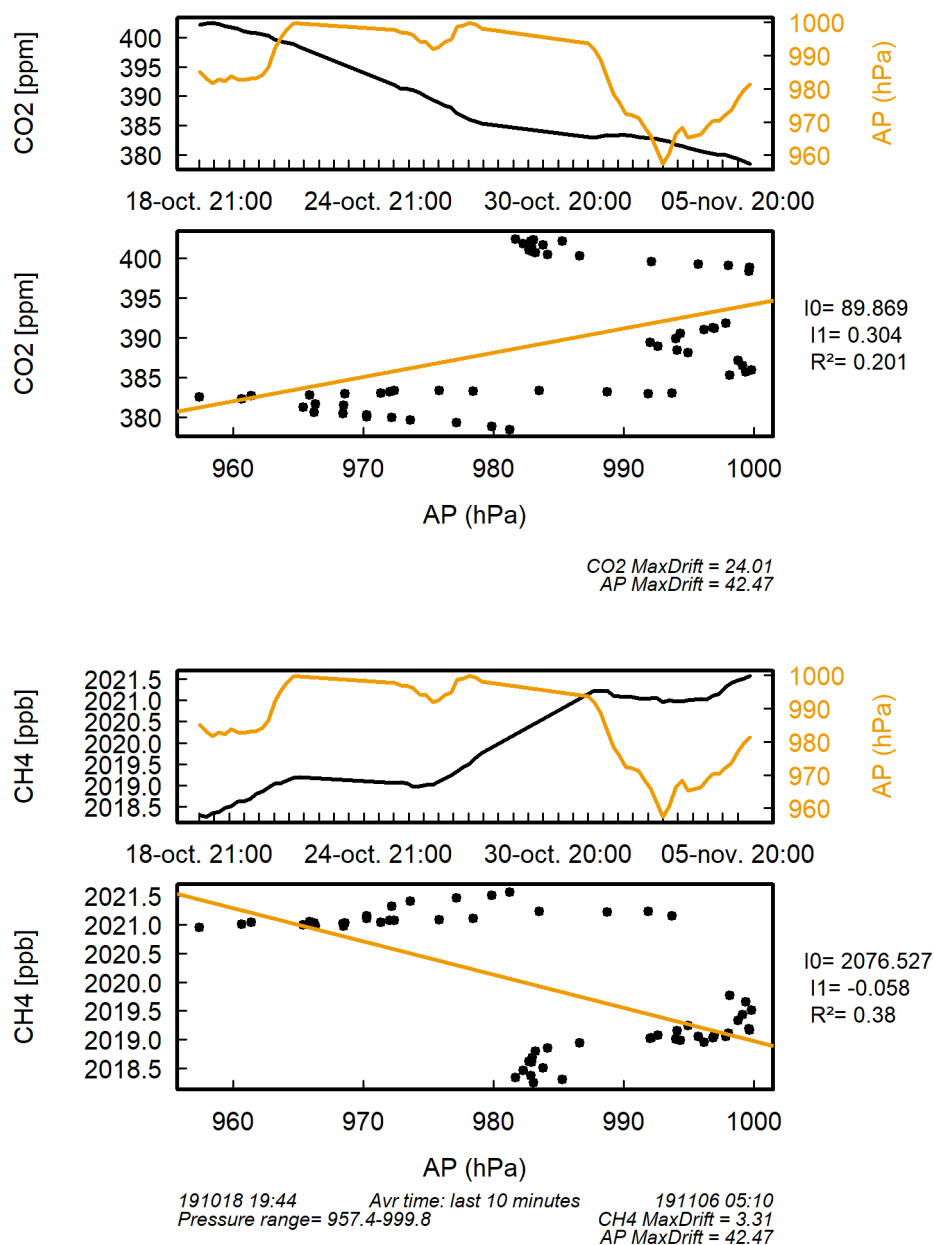 CO2 [ppm]
400
395
390
385
380
1000
990
980
970
960
AP (hPa)
18-oct. 21:00 24-oct. 21:00 30-oct. 20:00 05-nov. 20:00
CO2 [ppm]
400
395
390
385
380
960 970 980 990 1000
AP (hPa)
I0= 89.869
I1= 0.304
R²= 0.201
CO2 MaxDrift = 24.01
AP MaxDrift = 42.47
CH4 [ppb]
2021.5
2021.0
2020.5
2020.0
2019.5
2019.0
2018.5
1000
990
980
970
960
AP (hPa)
18-oct. 21:00 24-oct. 21:00 30-oct. 20:00 05-nov. 20:00
CH4 [ppb]
2021.5
2021.0
2020.5
2020.0
2019.5
2019.0
2018.5
960 970 980 990 1000
AP (hPa)
I0= 2076.527
I1= -0.058
R²= 0.38
191018 19:44 Avr time: last 10 minutes 191106 05:10
Pressure range= 957.4-999.8 CH4 MaxDrift = 3.31
AP MaxDrift = 42.47